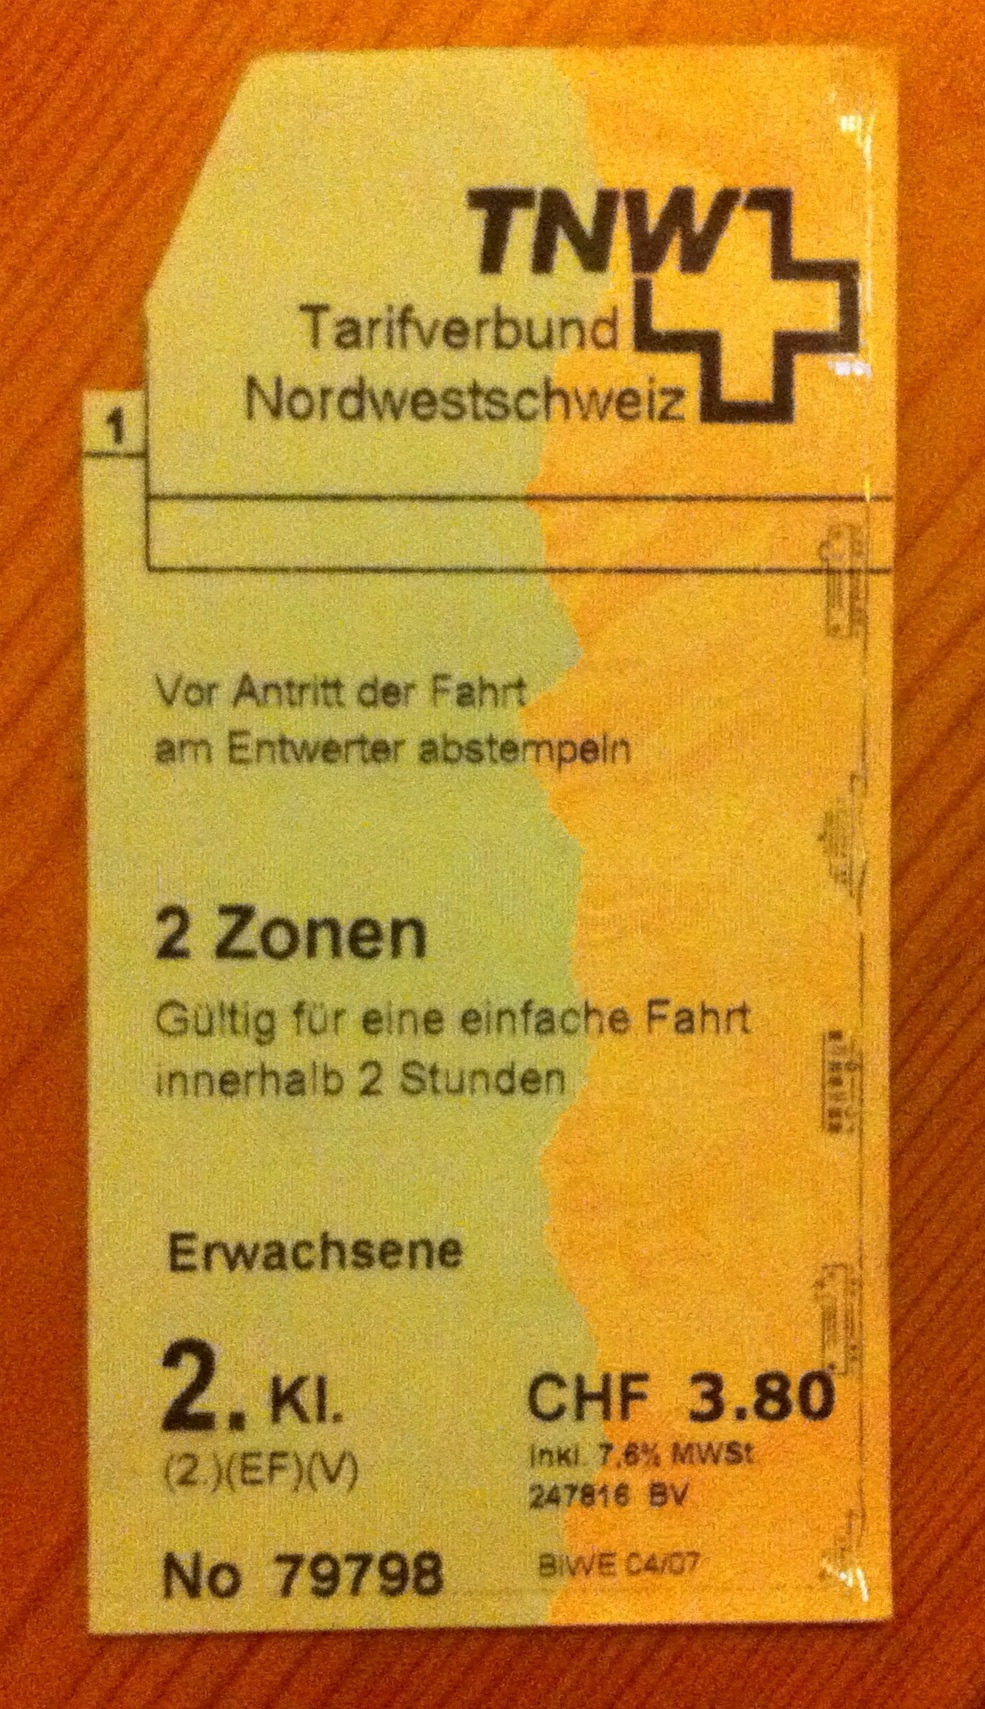 TNW
Tarifverbund
Nordwestschweiz
1
Vor Antritt der Fahrt
am Entwerter abstempeln
2 Zonen
Gültig für eine einfache Fahrt
innerhalb 2 Stunden
Erwachsene
2. Kl.
CHF 3.80
(2.)(EF)(V)
inkl. 7,6% MWSt
247816 BV
No 79798
BIWE 04/07